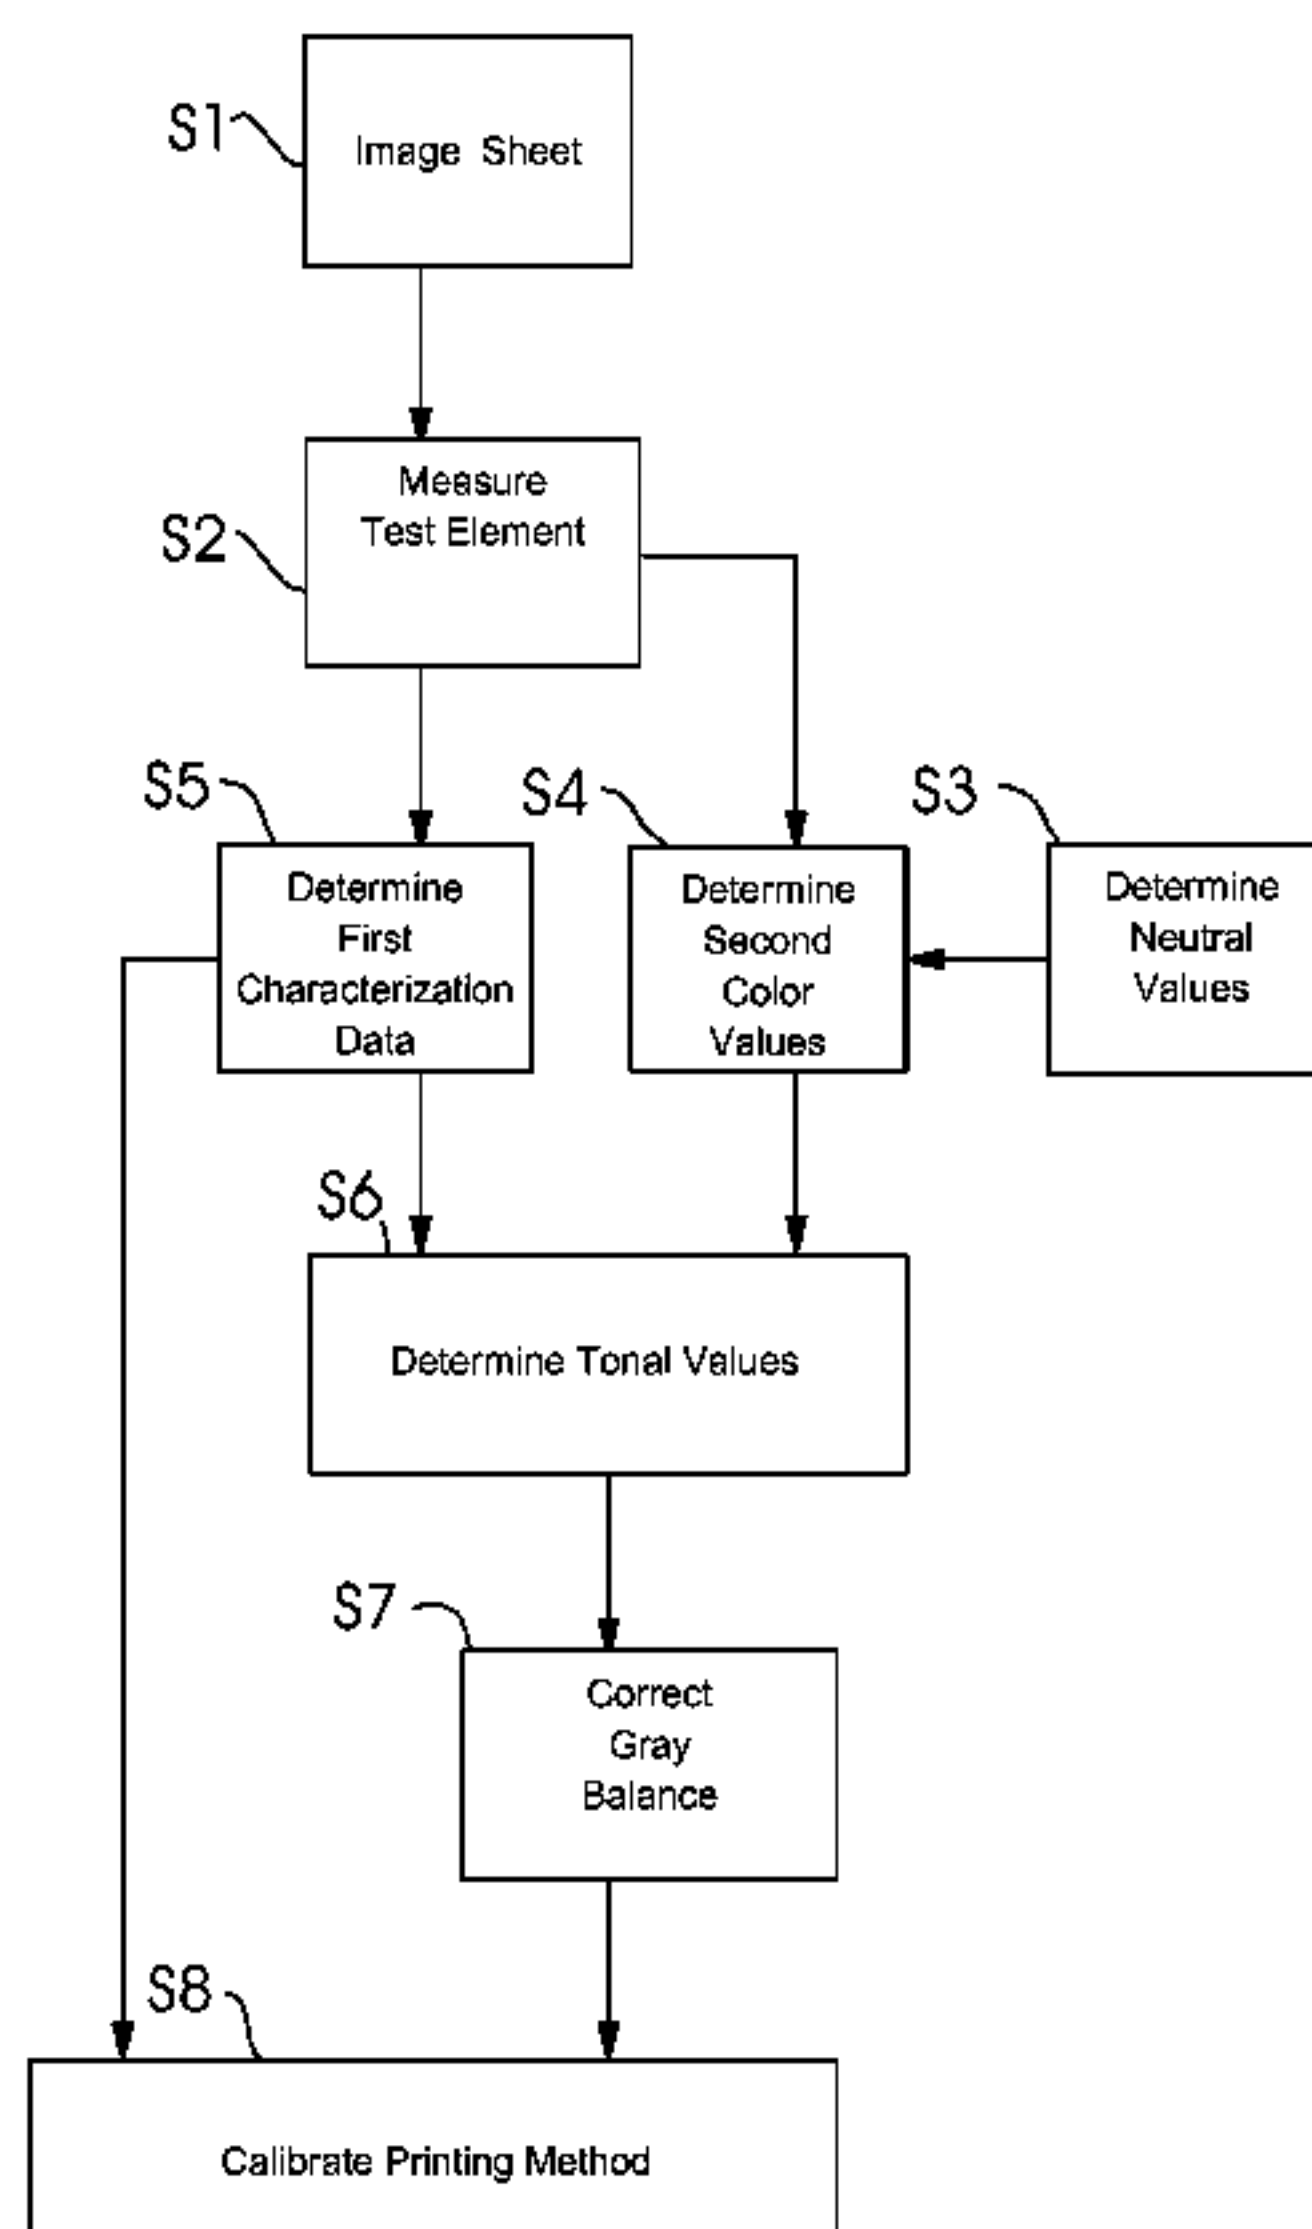 S1
Image Sheet
S2
Measure
Test Element
S5
Determine
First
Characterization
Data
S4
Determine
Second
Color
Values
S3
Determine
Neutral
Values
S6
Determine Tonal Values
S7
Correct
Gray
Balance
S8
Calibrate Printing Method